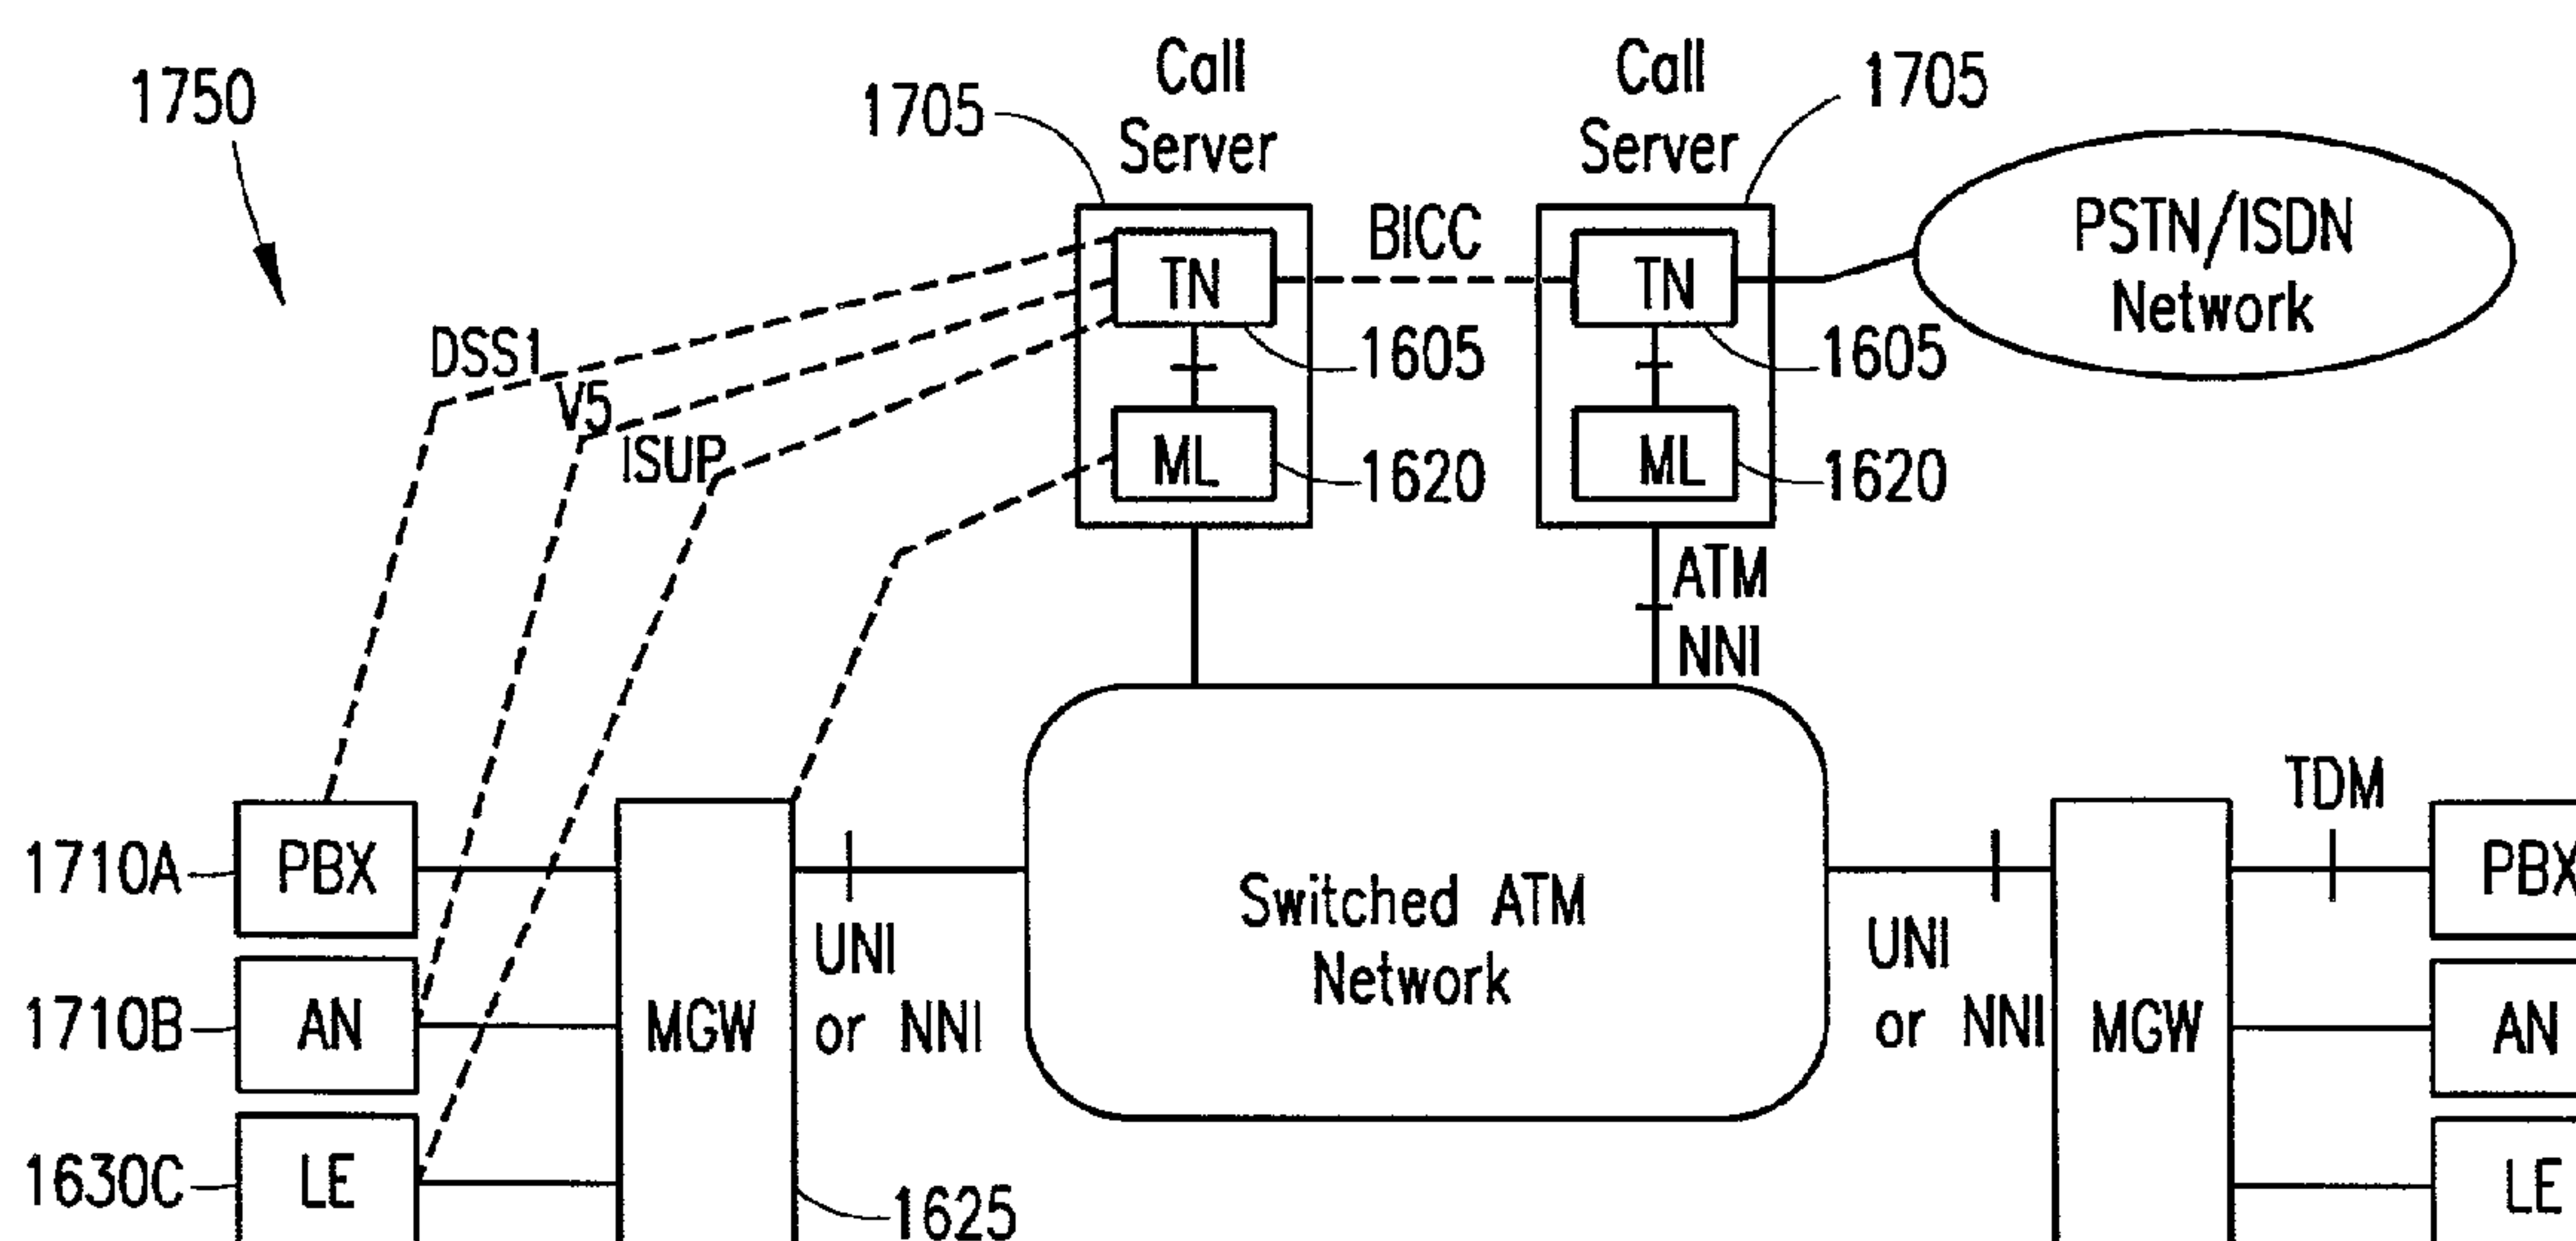 1750
1705
Call
Server
Call
Server
1705
PSTN/ISDN
Network
BICC
TN
TN
1605
1605
DSS1
V5
ISUP
ML
ML
1620
1620
ATM
NNI
TDM
1710A
PBX
PBX
UNI
or NNI
Switched ATM
Network
UNI
or NNI
1710B
AN
MGW
MGW
AN
1630C
LE
LE
1625